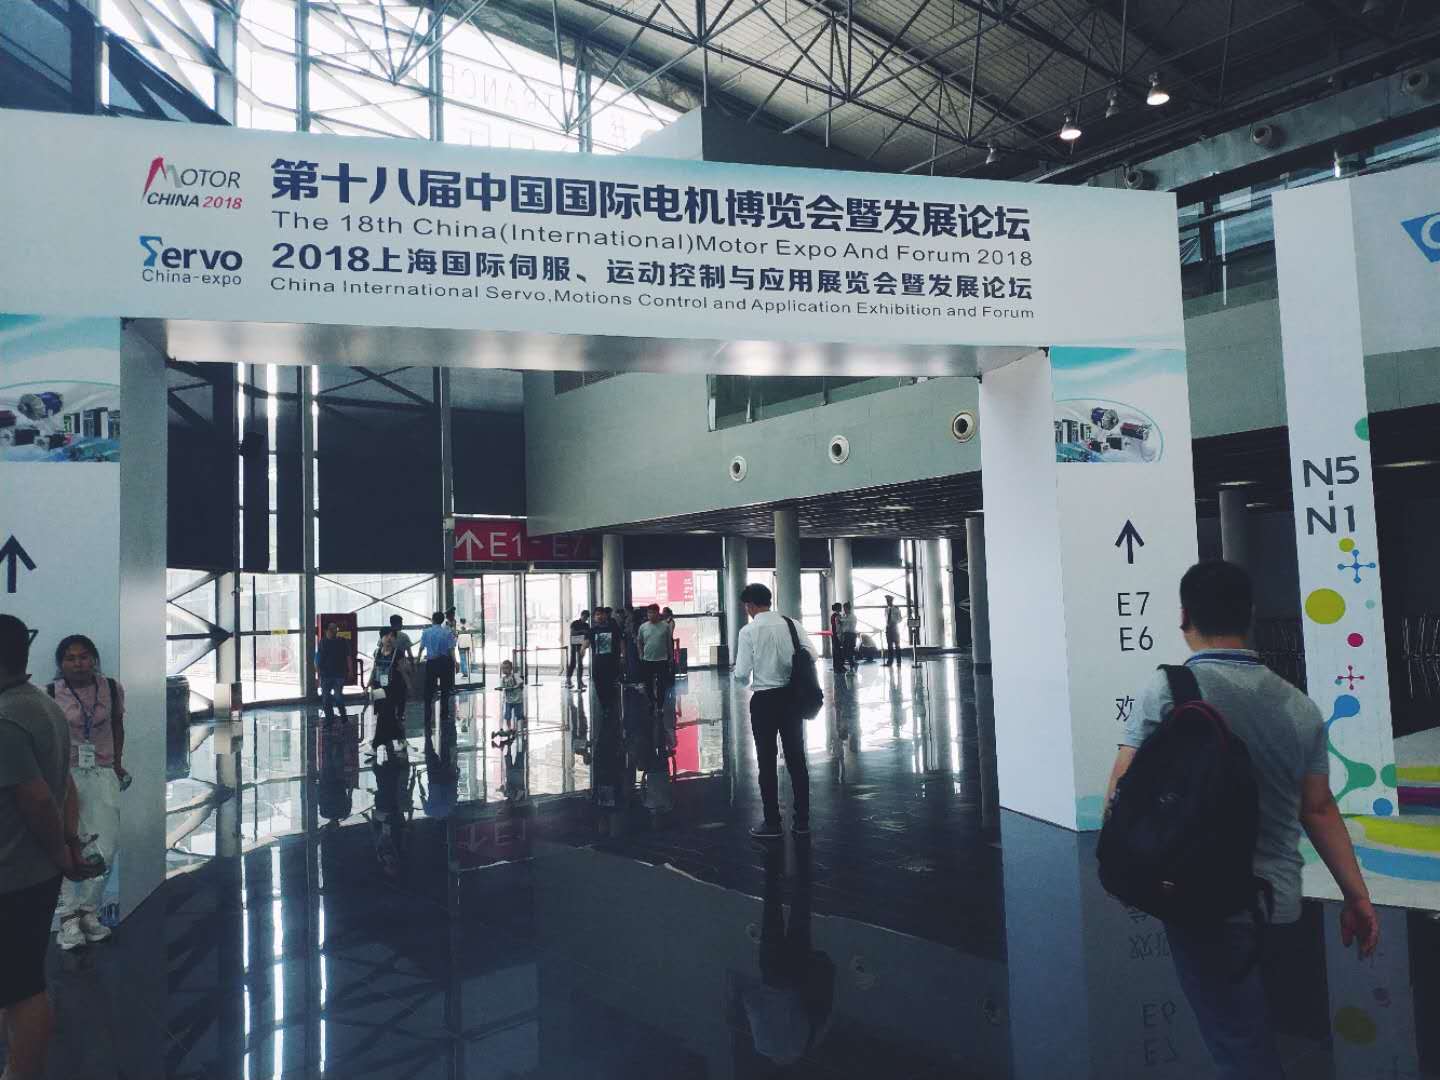 MOTOR
CHINA 2018
第十八届中国国际电机博览会暨发展论坛
The 18th China(International)Motor Expo And Forum 2018
Servo
China-expo
2018上海国际伺服、运动控制与应用展览会暨发展论坛
China International Servo,Motions Control and Application Exhibition and Forum
E1 - E7
E7
E6
欢
N5
-
N1